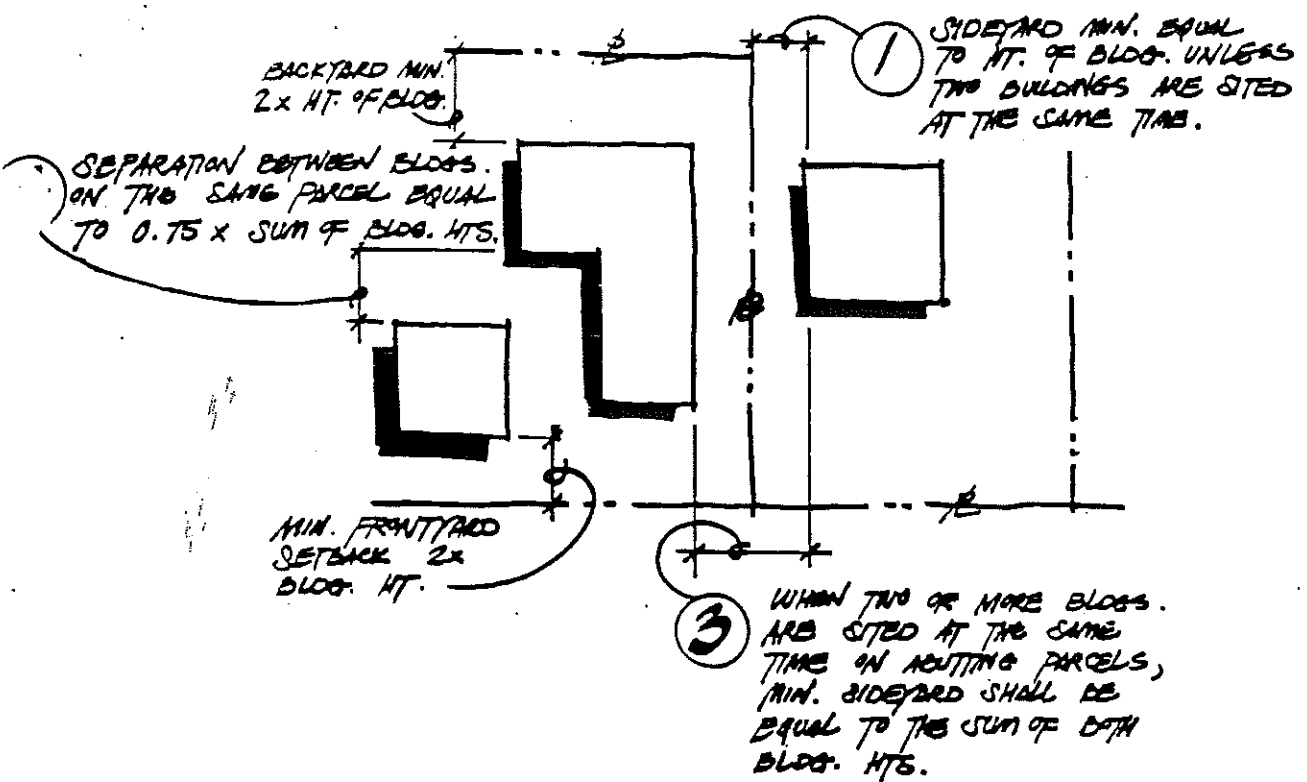 BACKYARD MIN.
2 x HT. OF BLDG.
1
SIDEYARD MIN. EQUAL
TO HT. OF BLDG. UNLESS
TWO BUILDINGS ARE SITED
AT THE SAME TIME.
SEPARATION BETWEEN BLDGS.
ON THE SAME PARCEL EQUAL
TO 0.75 x SUM OF BLDG. HTS.
MIN. FRONTYARD
SETBACK 2x
BLDG. HT.
3
WHEN TWO OR MORE BLDGS.
ARE SITED AT THE SAME
TIME ON ABUTTING PARCELS,
MIN. SIDEYARD SHALL BE
EQUAL TO THE SUM OF BOTH
BLDG. HTS.